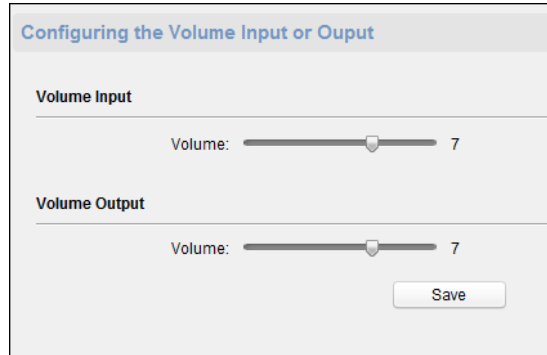 Configuring the Volume Input or Ouput
Volume Input
Volume: 7
Volume Output
Volume: 7
Save